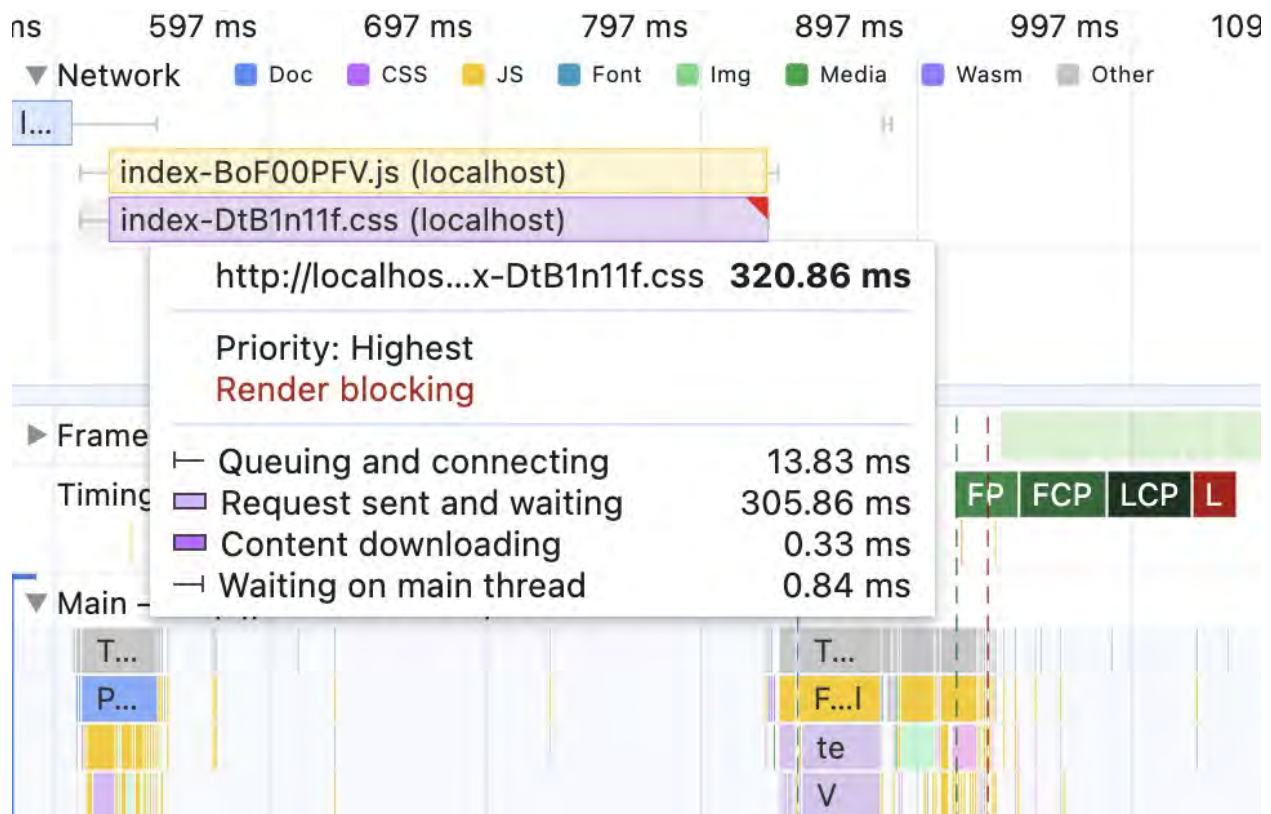 ms 597 ms 697 ms 797 ms 897 ms 997 ms 109
Network Doc CSS JS Font Img Media Wasm Other
I...
index-BoF00PFV.js (localhost)
index-DtB1n11f.css (localhost)
http://localhos...x-DtB1n11f.css 320.86 ms
Priority: Highest
Render blocking
Frame
Queuing and connecting 13.83 ms
Timing
Request sent and waiting 305.86 ms
FP FCP LCP L
Content downloading 0.33 ms
Waiting on main thread 0.84 ms
Main –
T... T...
P... F...l
te
V